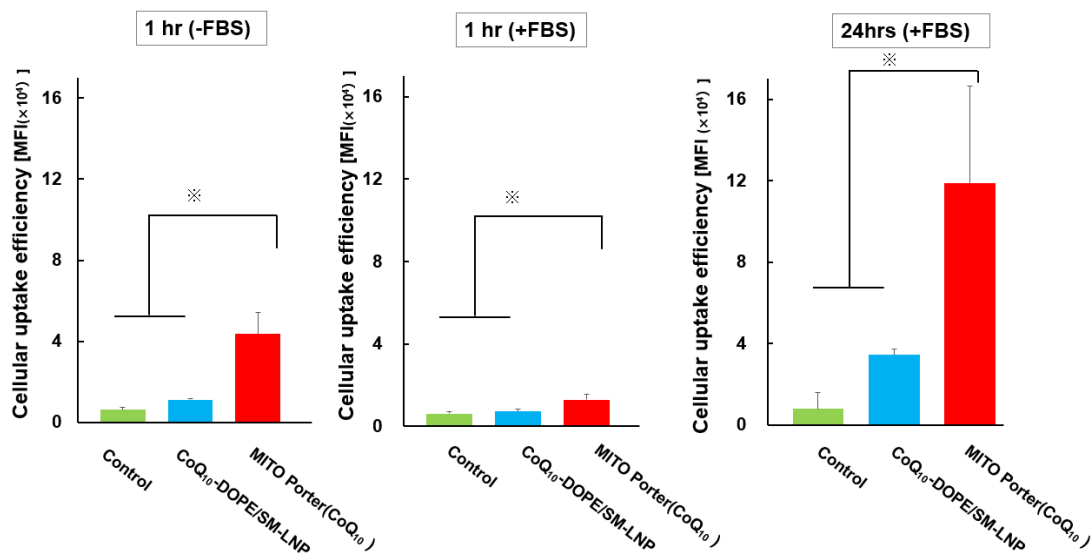 1 hr (-FBS)
Cellular uptake efficiency [MFI(×10⁴) ]
16
12
8
4
0
※
Control
CoQ₁₀-DOPE/SM-LNP
MITO Porter(CoQ₁₀ )
1 hr (+FBS)
Cellular uptake efficiency [MFI(×10⁴) ]
16
12
8
4
0
※
Control
CoQ₁₀-DOPE/SM-LNP
MITO Porter(CoQ₁₀ )
24hrs (+FBS)
Cellular uptake efficiency [MFI (×10⁴) ]
16
12
8
4
0
※
Control
CoQ₁₀-DOPE/SM-LNP
MITO Porter(CoQ₁₀ )